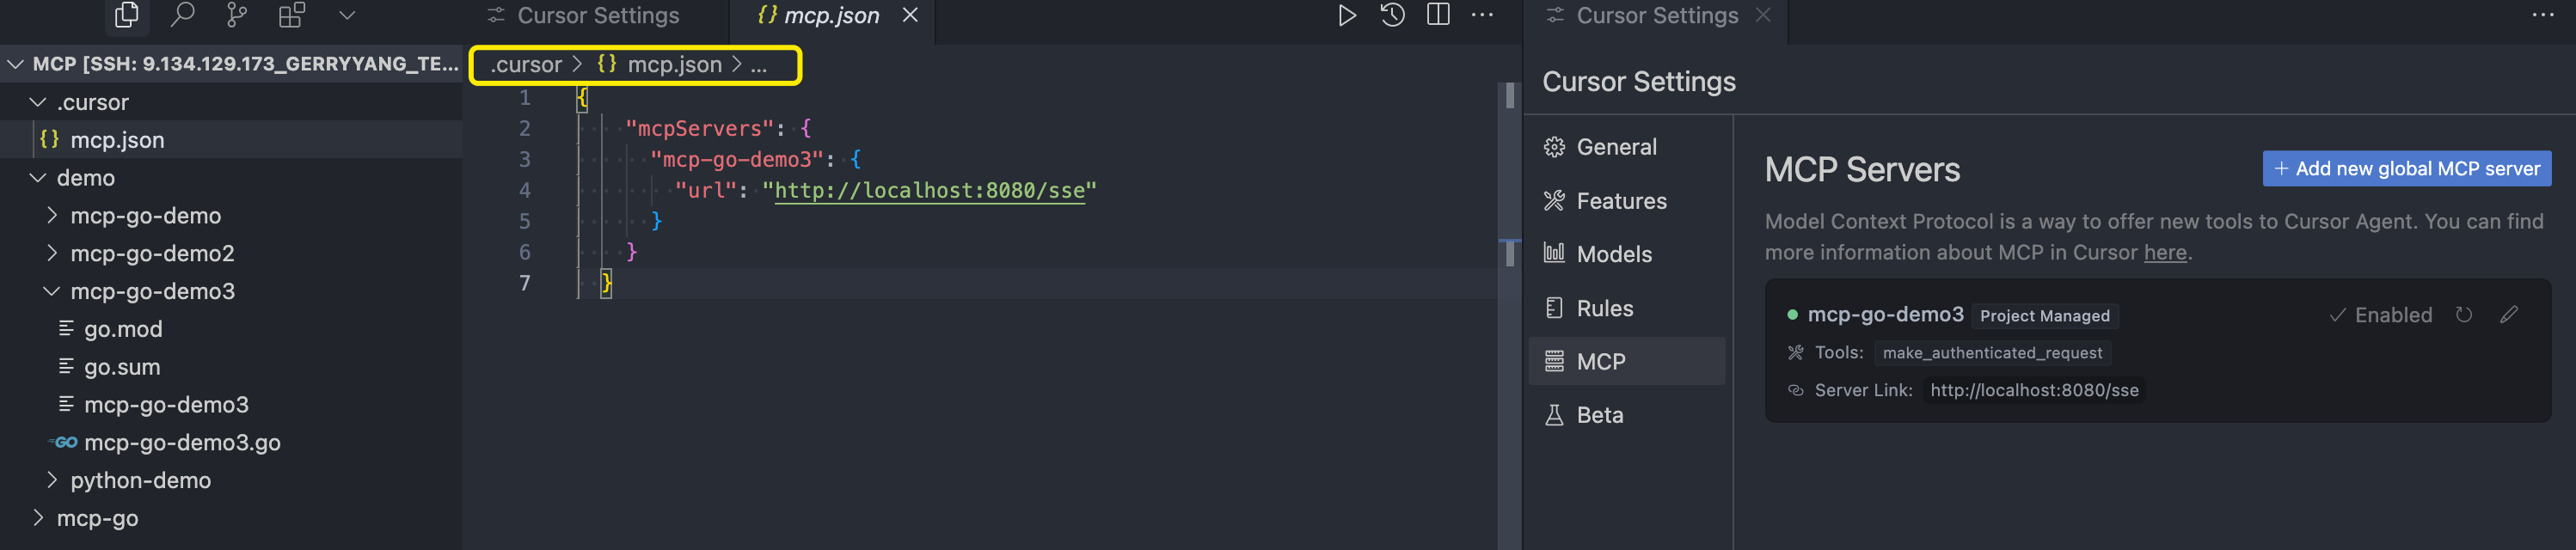 Cursor Settings
{} mcp.json
Cursor Settings
MCP [SSH: 9.134.129.173_GERRYYANG_TE...
.cursor
{} mcp.json
demo
mcp-go-demo
mcp-go-demo2
mcp-go-demo3
go.mod
go.sum
mcp-go-demo3
GO mcp-go-demo3.go
python-demo
mcp-go
.cursor > {} mcp.json > ...
1 {
2 "mcpServers": {
3 "mcp-go-demo3": {
4 "url": "http://localhost:8080/sse"
5 }
6 }
7 }
Cursor Settings
General
Features
Models
Rules
MCP
Beta
MCP Servers
+ Add new global MCP server
Model Context Protocol is a way to offer new tools to Cursor Agent. You can find
more information about MCP in Cursor here.
mcp-go-demo3 Project Managed
Enabled
Tools: make_authenticated_request
Server Link: http://localhost:8080/sse